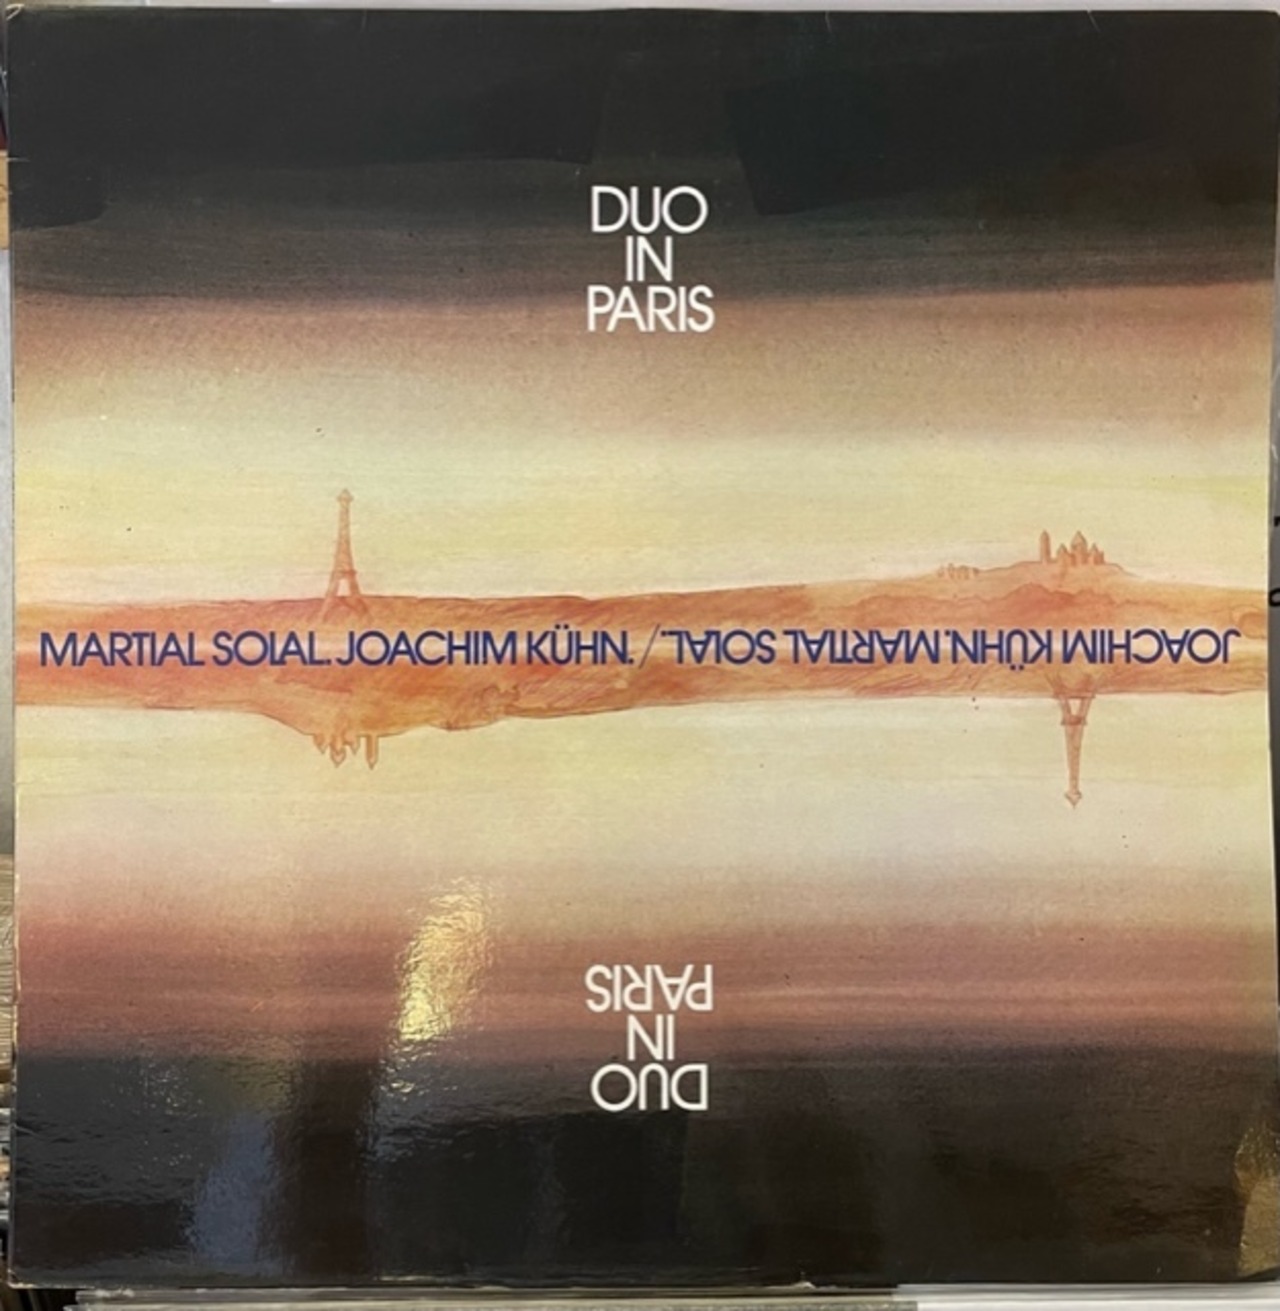 DUO
IN
PARIS
MARTIAL SOLAL. JOACHIM KÜHN. / JOACHIM KÜHN. MARTIAL SOLAL.
DUO
IN
PARIS